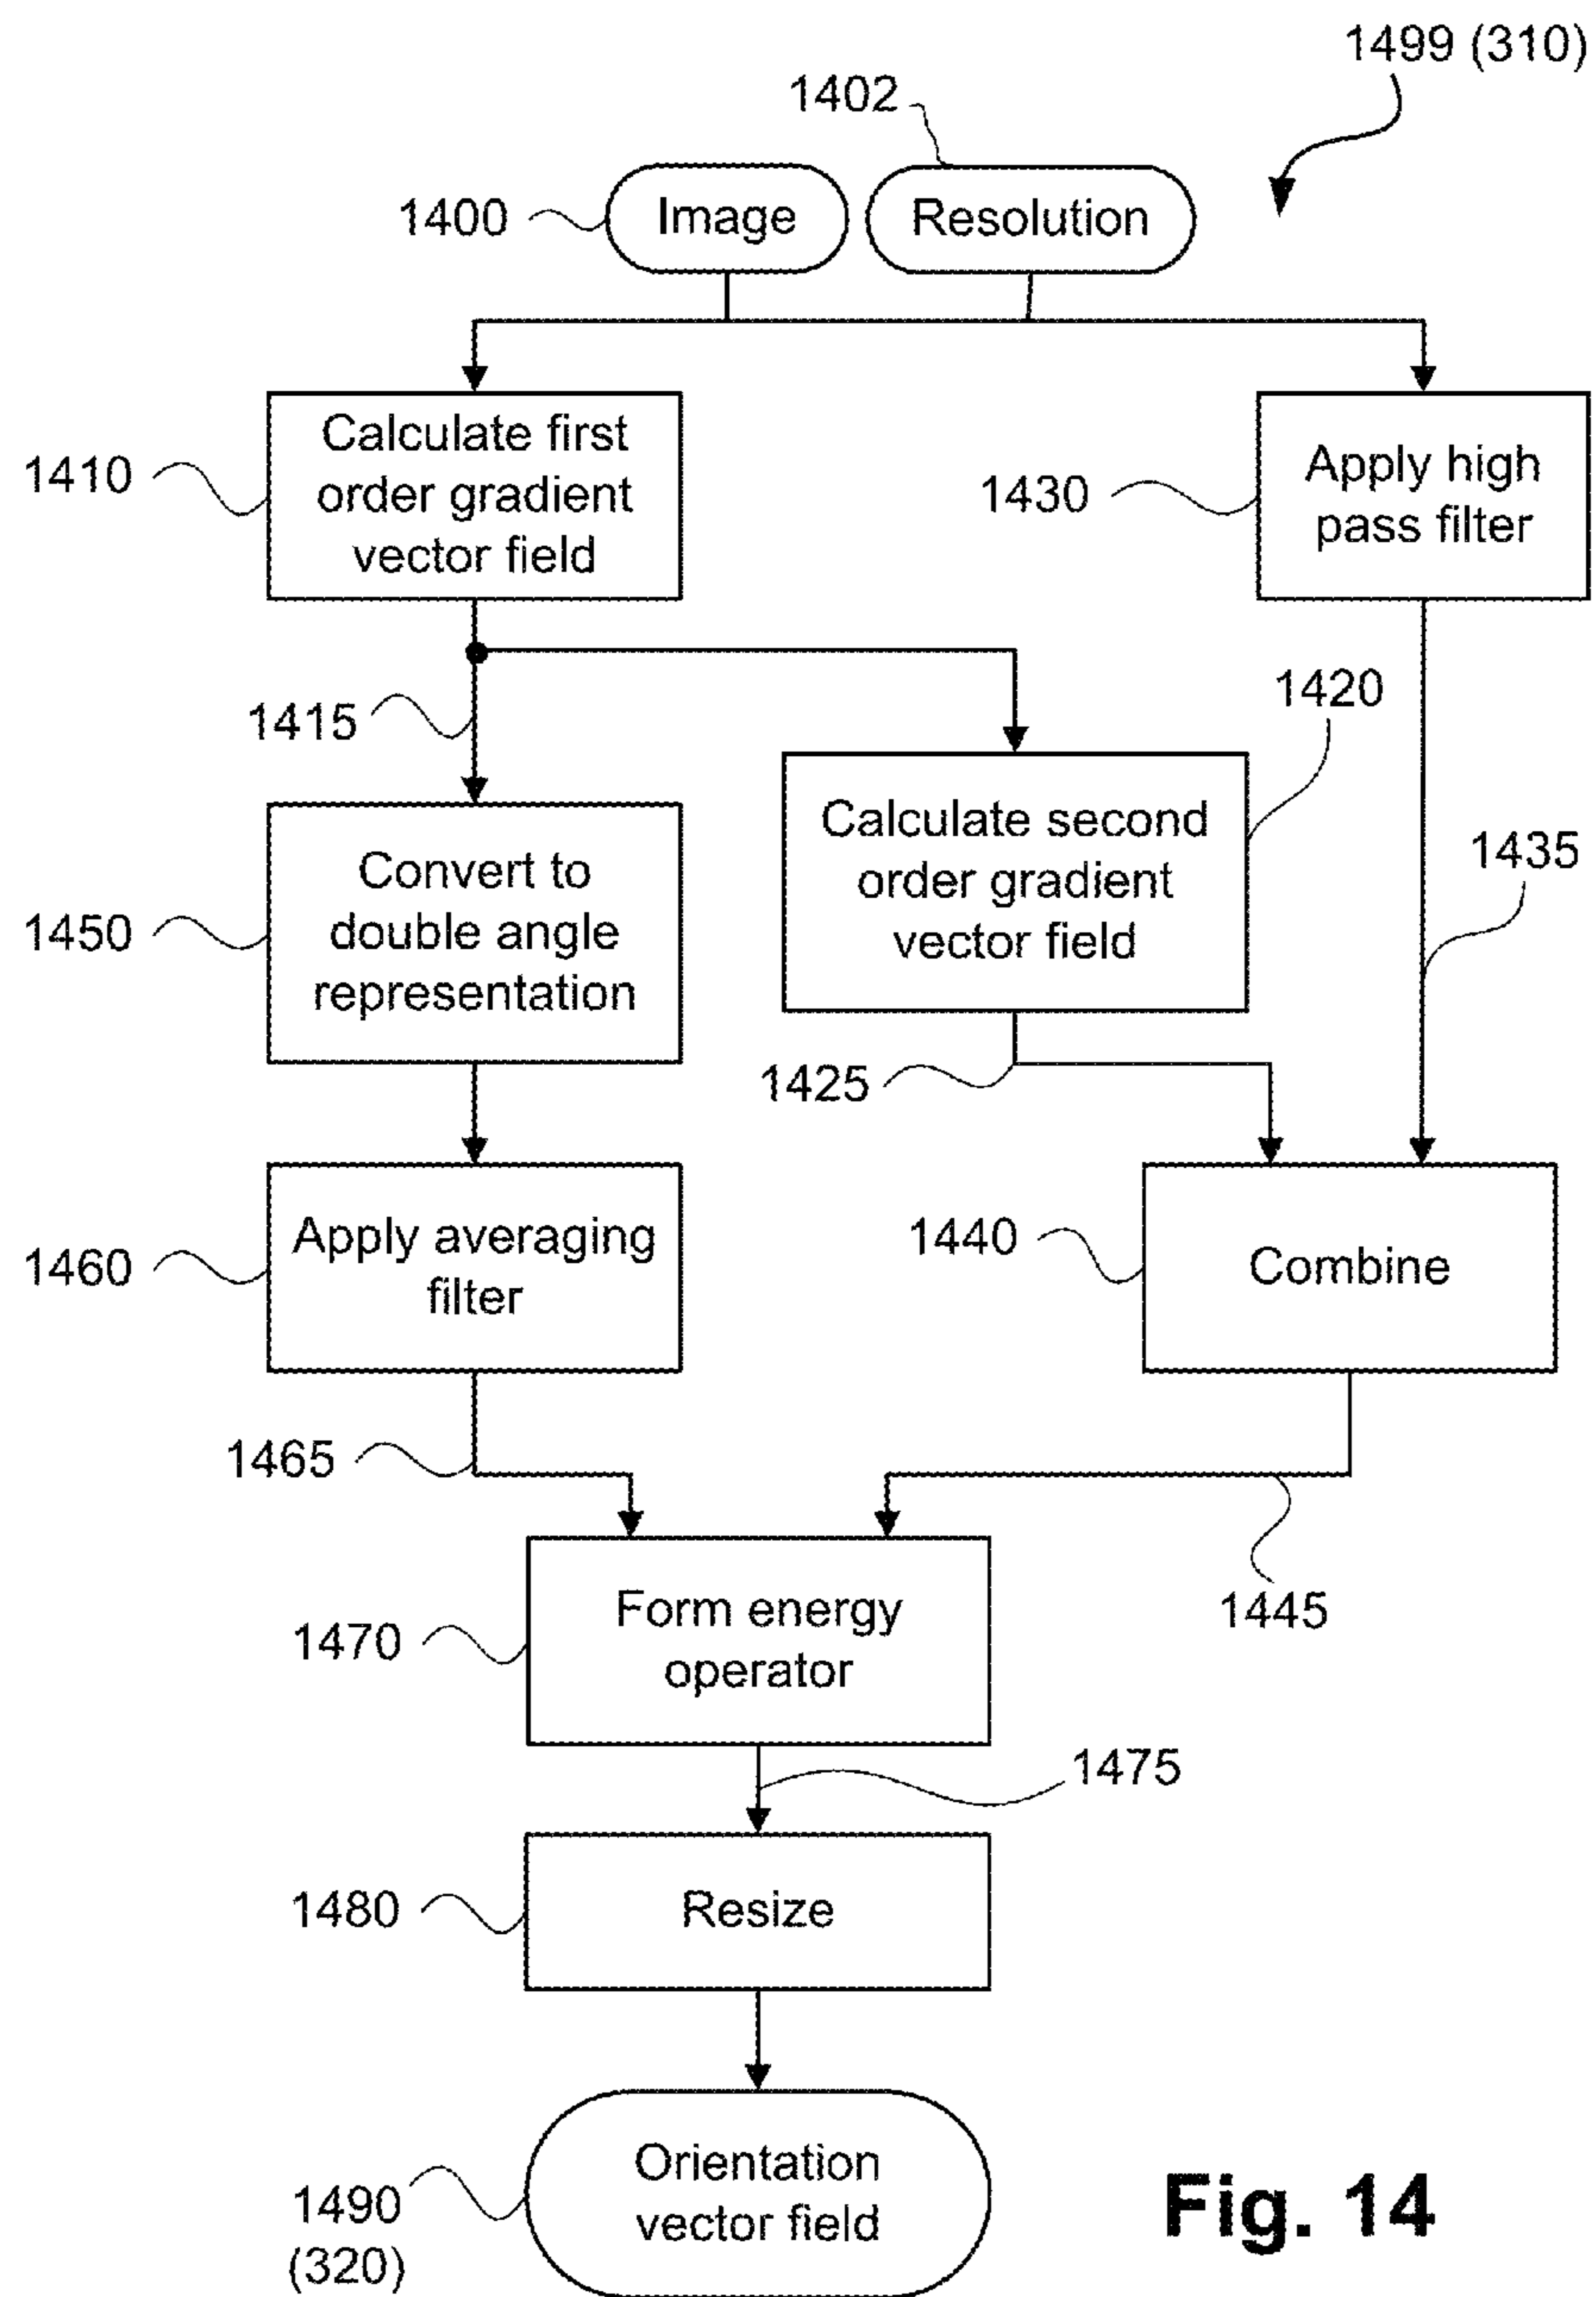 1499 (310)
1402
1400
Image
Resolution
Calculate first
order gradient
vector field
1410
Apply high
pass filter
1430
1415
1420
Calculate second
order gradient
vector field
1435
Convert to
double angle
representation
1450
1425
Apply averaging
filter
1460
1440
Combine
1465
1445
Form energy
operator
1470
1475
Resize
1480
Orientation
vector field
1490
(320)
Fig. 14